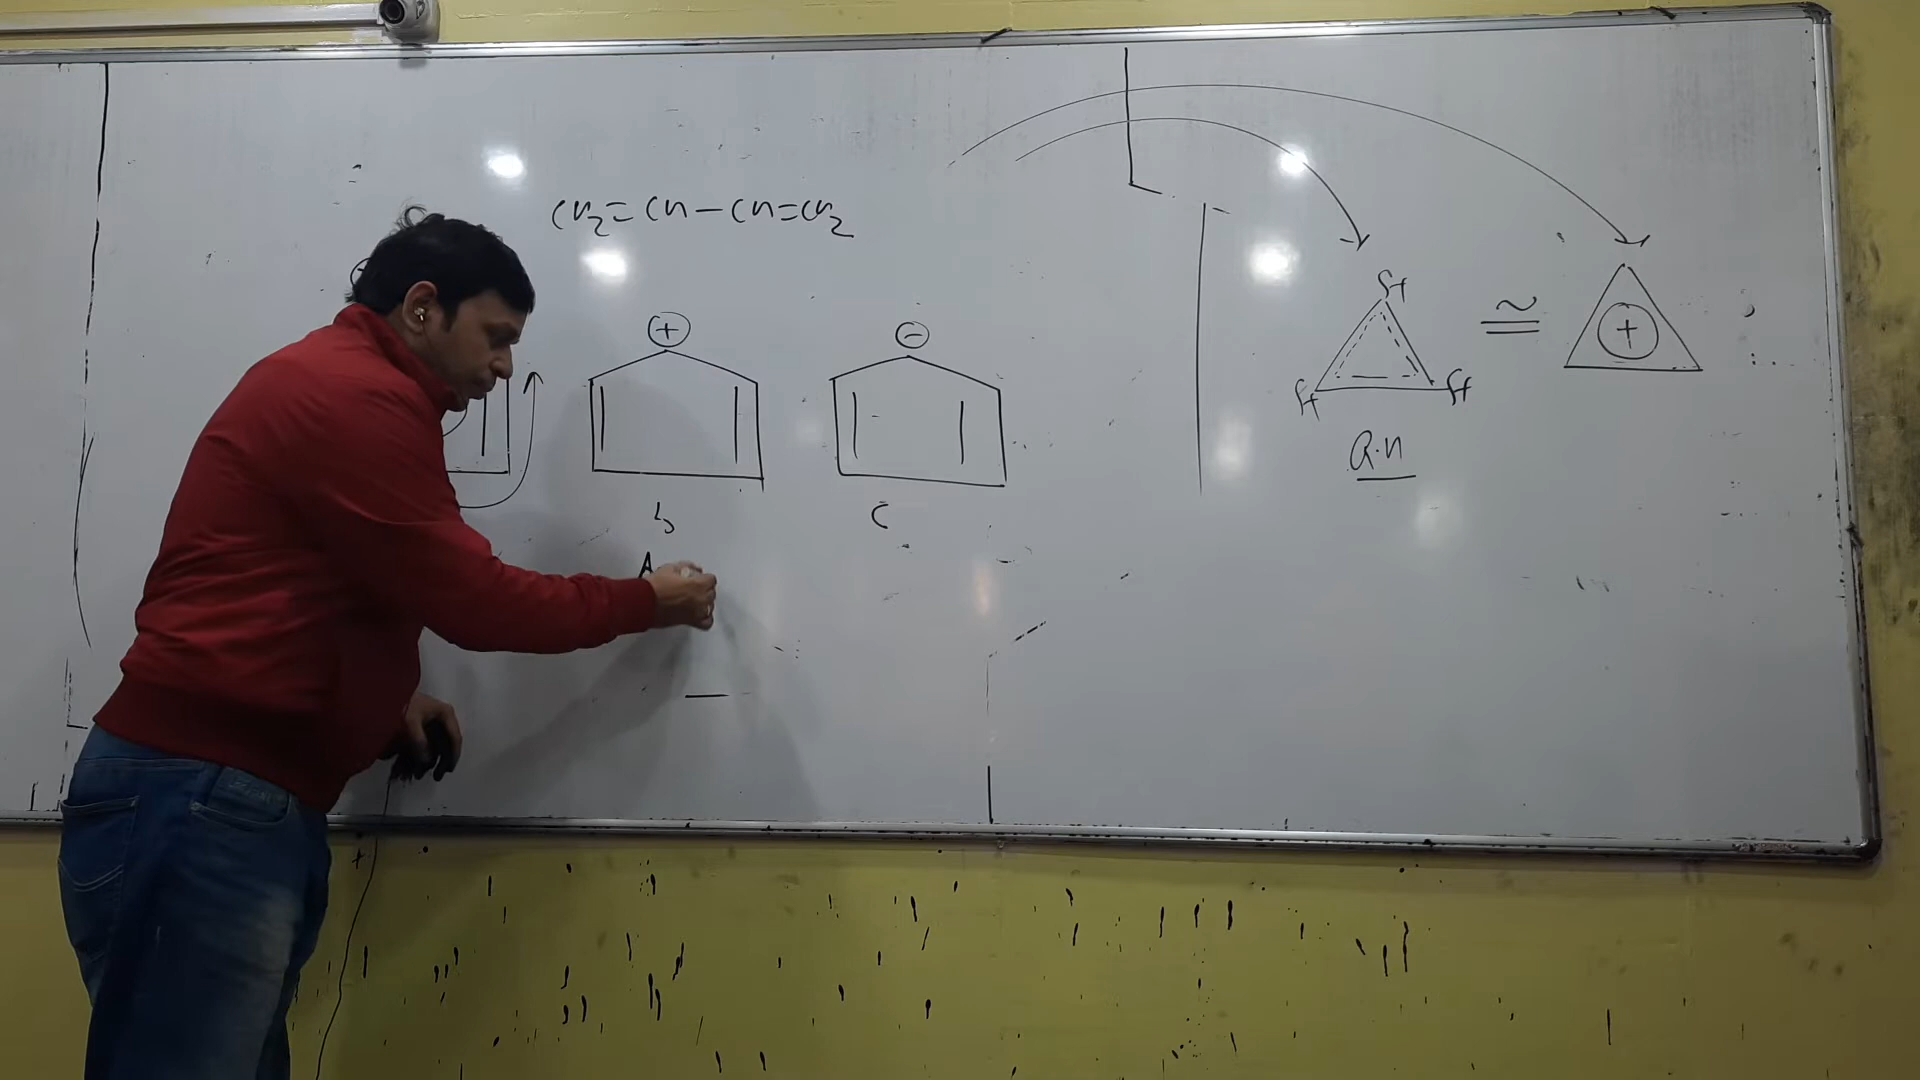 CH2=CH-CH=CH2
+
-
b
c
A
δ+
δ+
δ+
≅
+
R.H